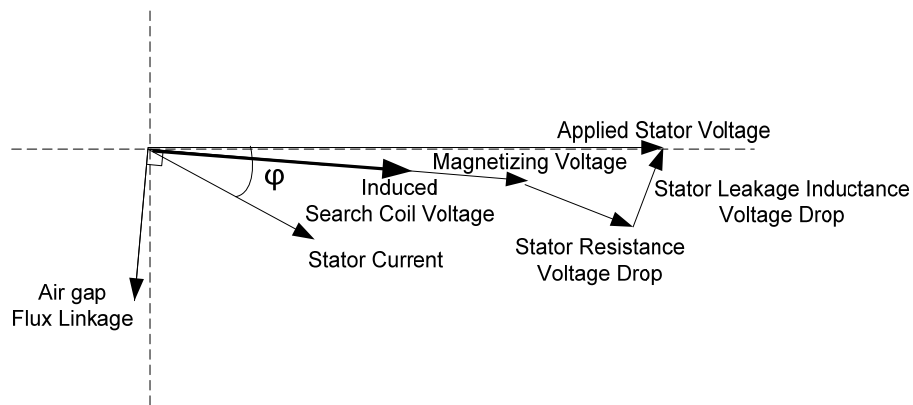 Applied Stator Voltage
Magnetizing Voltage
φ
Induced
Search Coil Voltage
Stator Leakage Inductance
Voltage Drop
Stator Current
Stator Resistance
Voltage Drop
Air gap
Flux Linkage